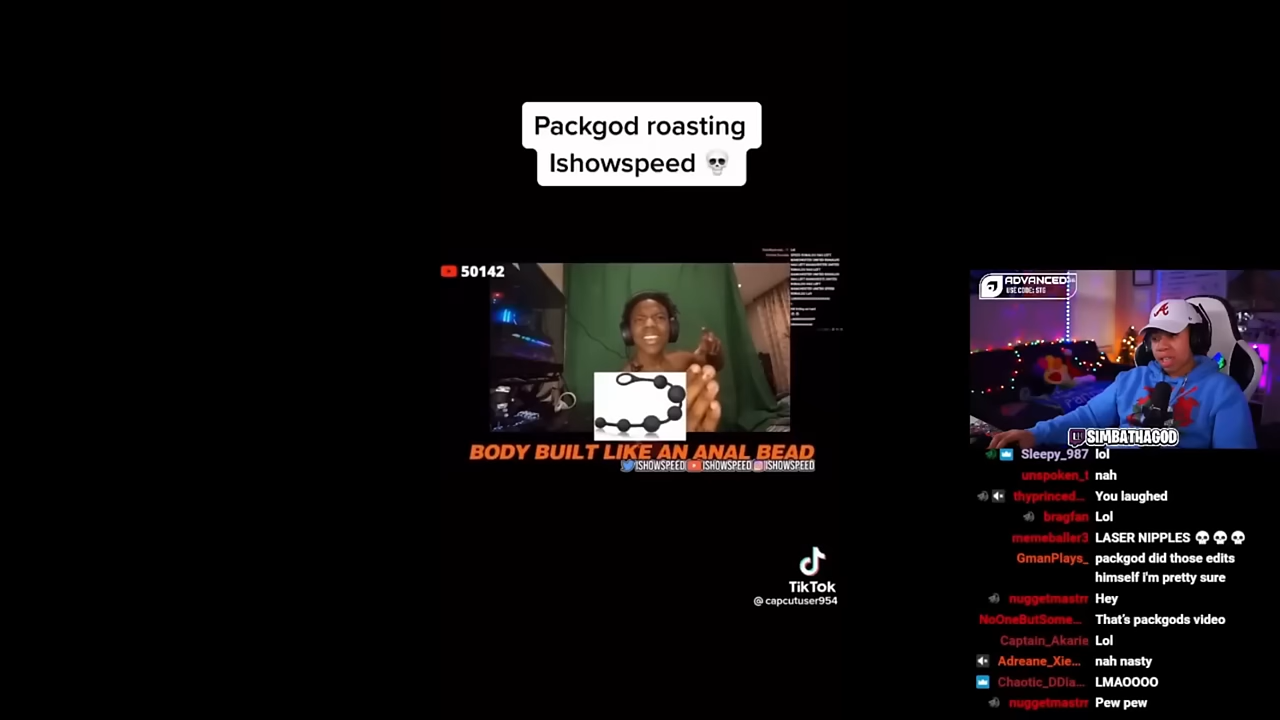 Packgod roasting
Ishowspeed 💀
50142
BODY BUILT LIKE AN ANAL BEAD
ISHOWSPEED ISHOWSPEED ISHOWSPEED
TikTok
@ capcutuser954
ADVANCED
USE CODE: STG
SIMBATHAGOD
Sleepy_987 lol
unspoken_t nah
thyprinced... You laughed
bragfan Lol
memeballer3 LASER NIPPLES 💀💀💀
GmanPlays_ packgod did those edits
himself I'm pretty sure
nuggetmastrr Hey
NoOneButSome... That's packgods video
Captain_Akarie Lol
Adreane_Xie... nah nasty
Chaotic_DDia... LMAOOOO
nuggetmastrr Pew pew